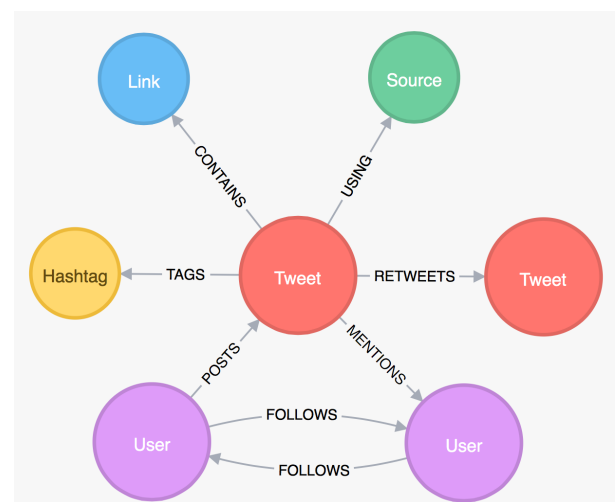 Link
Source
CONTAINS
USING
Hashtag
TAGS
Tweet
RETWEETS
Tweet
POSTS
MENTIONS
User
FOLLOWS
FOLLOWS
User